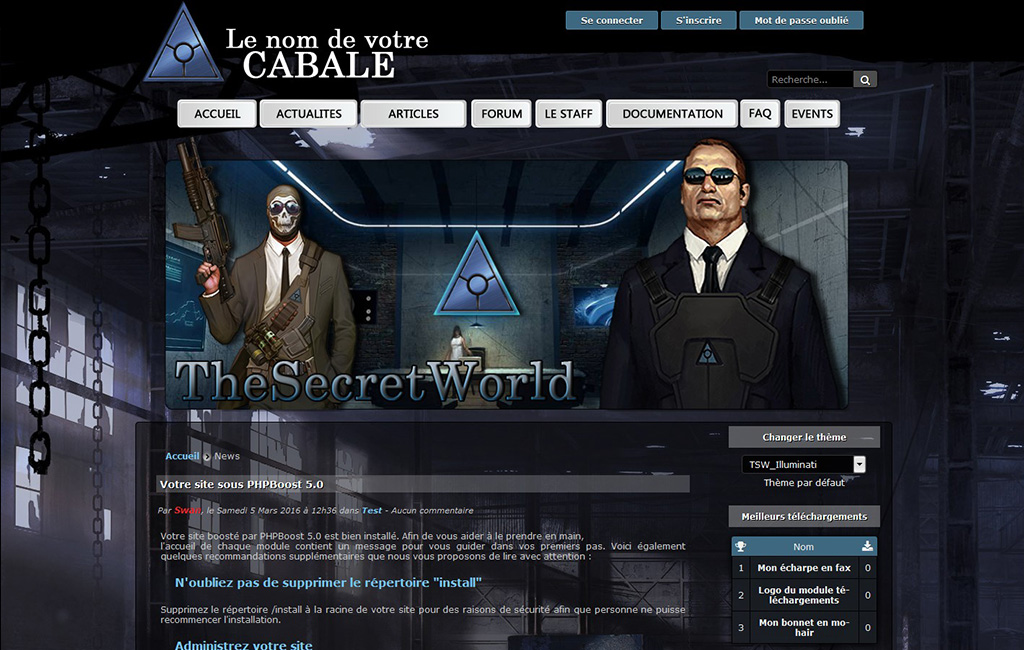 Se connecter
S'inscrire
Mot de passe oublié
Le nom de votre
CABALE
Recherche...
ACCUEIL
ACTUALITES
ARTICLES
FORUM
LE STAFF
DOCUMENTATION
FAQ
EVENTS
TheSecretWorld
Accueil
News
Votre site sous PHPBoost 5.0
Par Swan, le Samedi 5 Mars 2016 à 12h36 dans Test - Aucun commentaire
Votre site boosté par PHPBoost 5.0 est bien installé. Afin de vous aider à le prendre en main,
l'accueil de chaque module contient un message pour vous guider dans vos premiers pas. Voici également
quelques recommandations supplémentaires que nous vous proposons de lire avec attention :
N'oubliez pas de supprimer le répertoire "install"
Supprimez le répertoire /install à la racine de votre site pour des raisons de sécurité afin que personne ne puisse
recommencer l'installation.
Administrez votre site
Changer le thème
TSW_Illuminati
Thème par défaut
Meilleurs téléchargements
Nom
1 Mon écharpe en fax 0
2 Logo du module té-
léchargements 0
3 Mon bonnet en mo-
hair 0